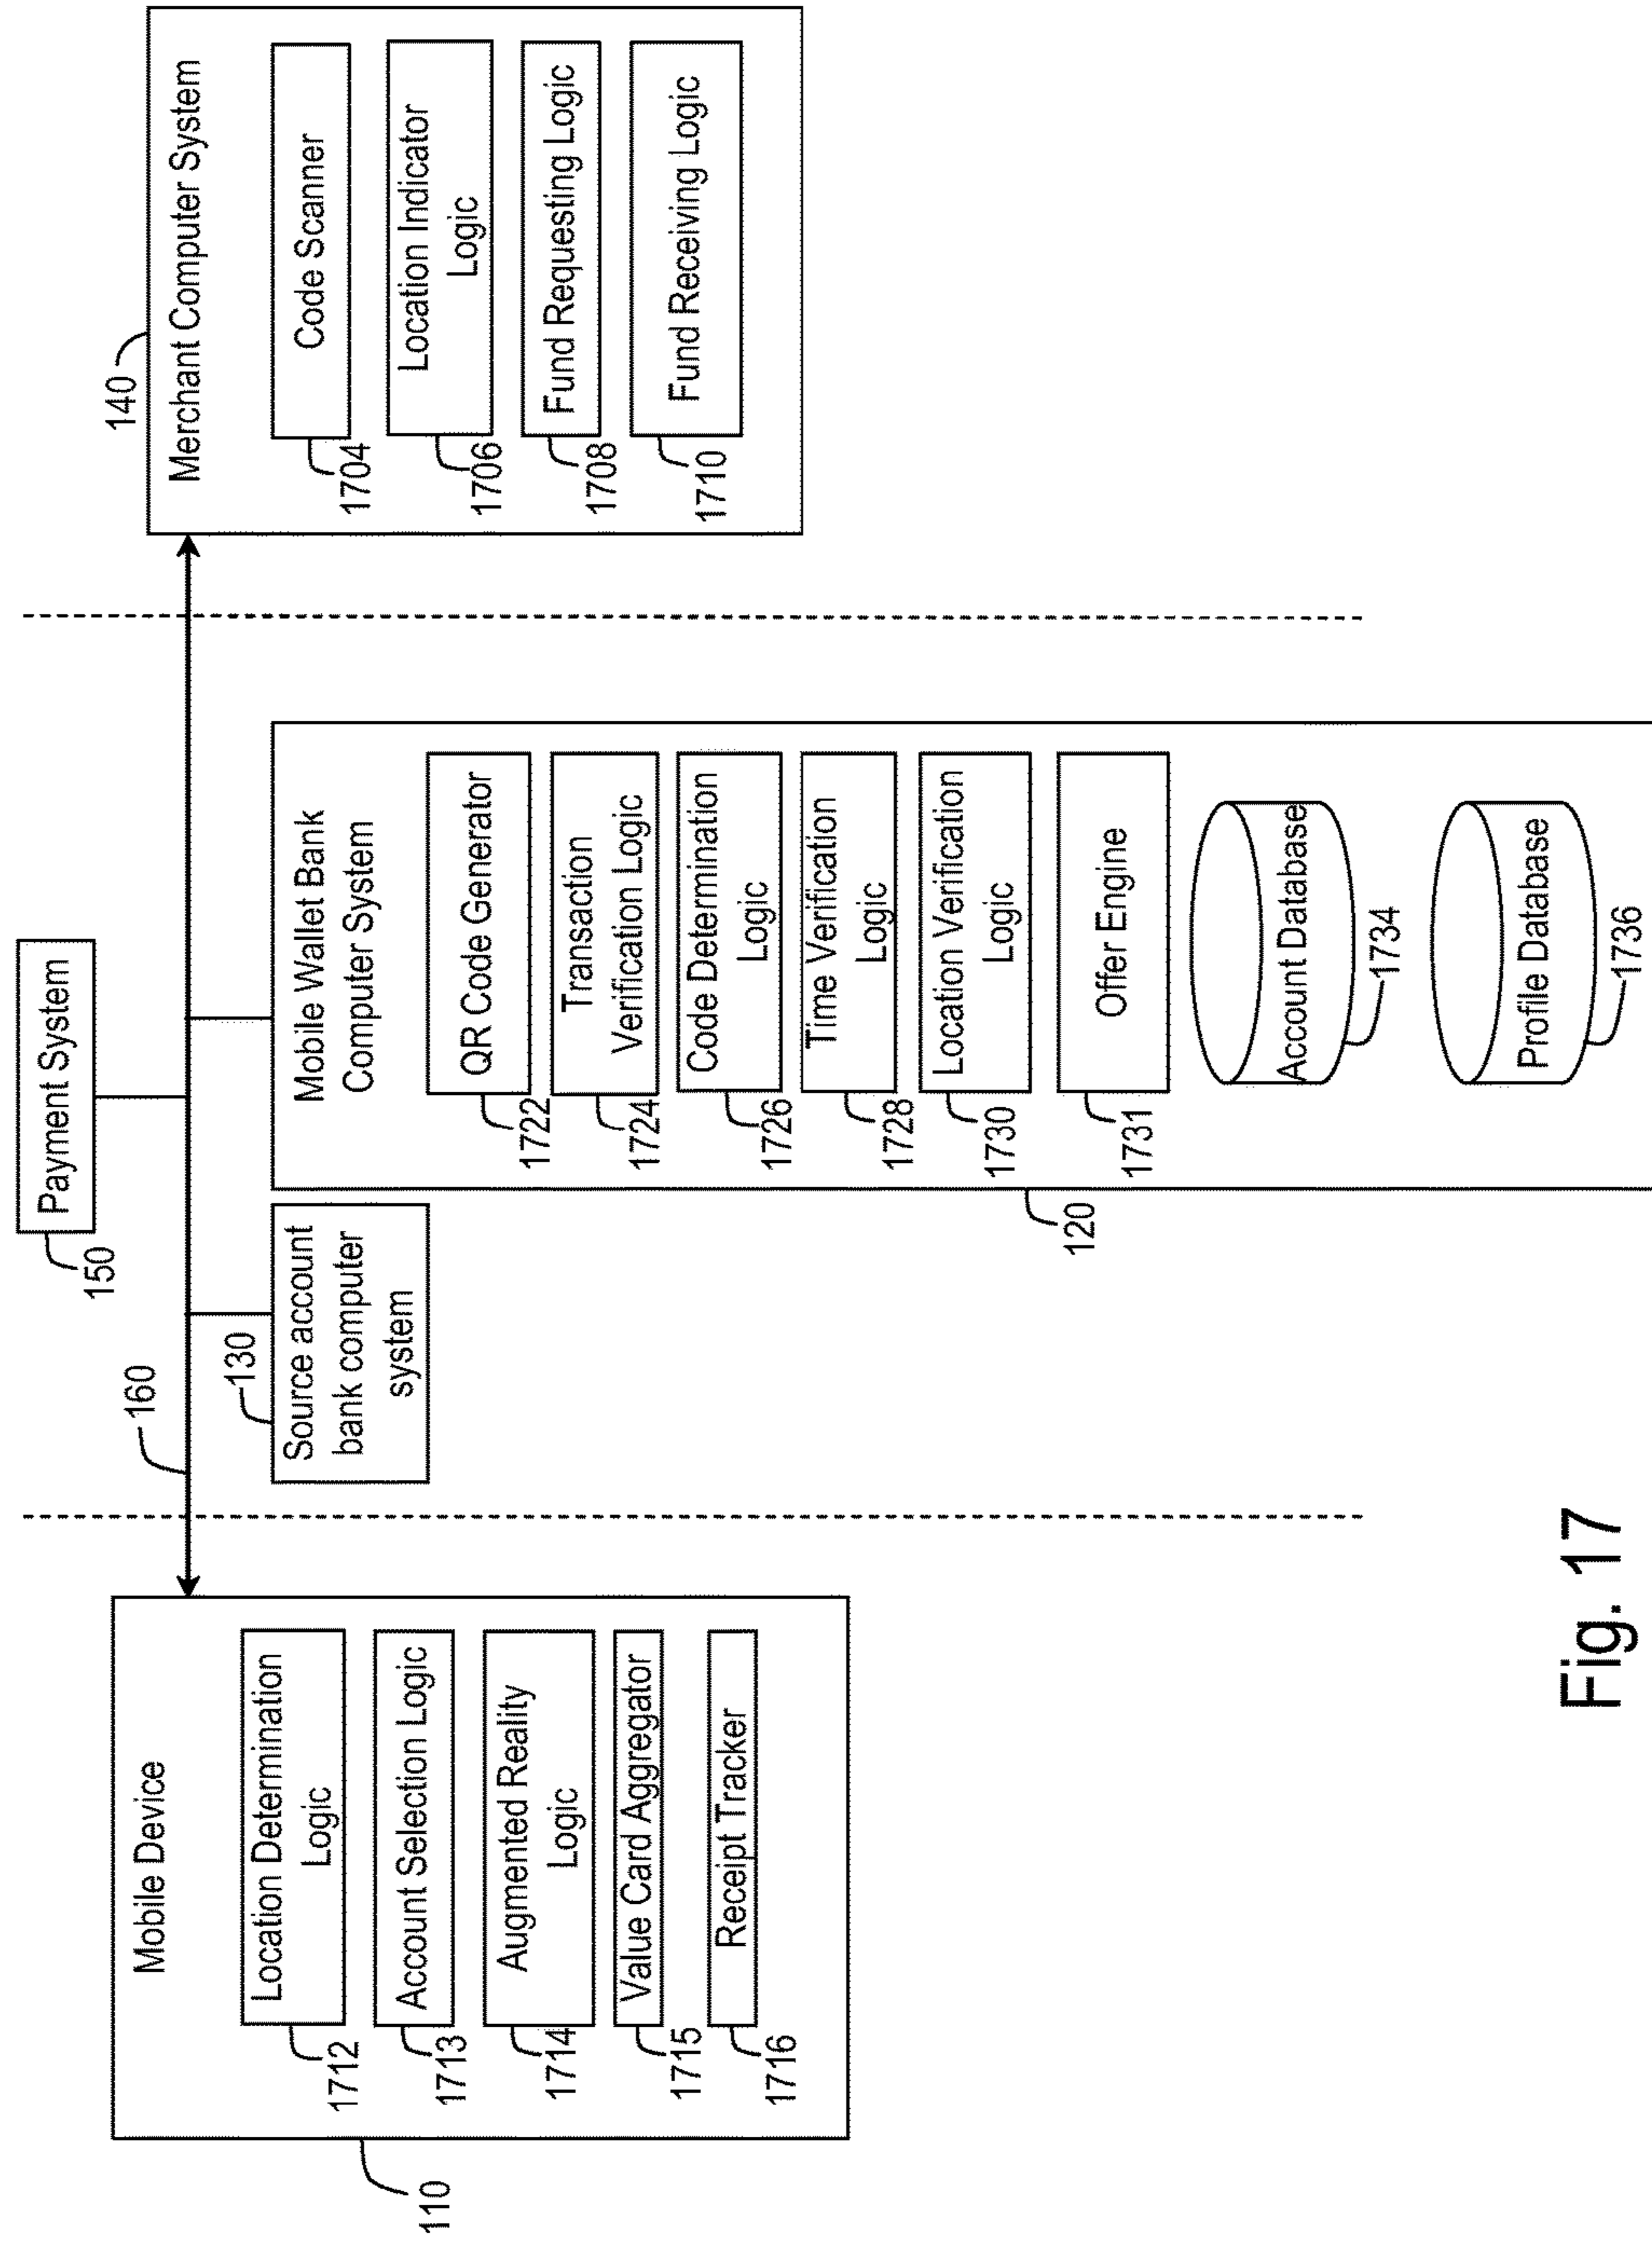 Payment System
150
160
140
Mobile Device
Location Determination
Logic
1712
Account Selection Logic
1713
Augmented Reality
Logic
1714
Value Card Aggregator
1715
Receipt Tracker
1716
110
130
Source account
bank computer
system
Mobile Wallet Bank
Computer System
QR Code Generator
1722
Transaction
Verification Logic
1724
Code Determination
Logic
1726
Time Verification
Logic
1728
Location Verification
Logic
1730
Offer Engine
1731
Account Database
1734
Profile Database
1736
120
Merchant Computer System
Code Scanner
1704
Location Indicator
Logic
1706
Fund Requesting Logic
1708
Fund Receiving Logic
1710
Fig. 17